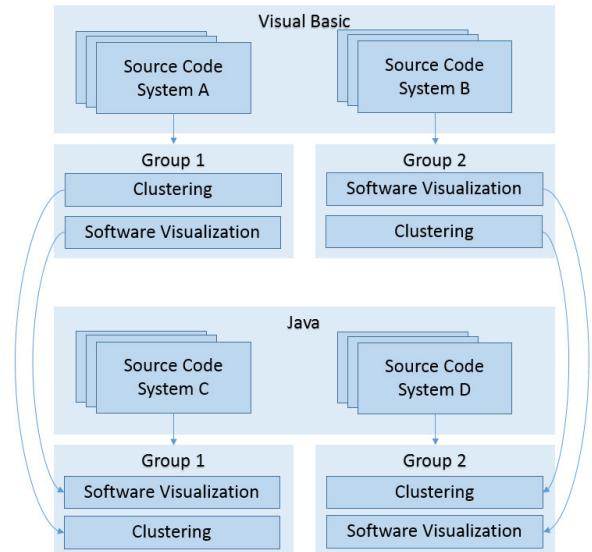 Visual Basic
Source Code
System A
Source Code
System B
Group 1
Clustering
Software Visualization
Group 2
Software Visualization
Clustering
Java
Source Code
System C
Source Code
System D
Group 1
Software Visualization
Clustering
Group 2
Clustering
Software Visualization